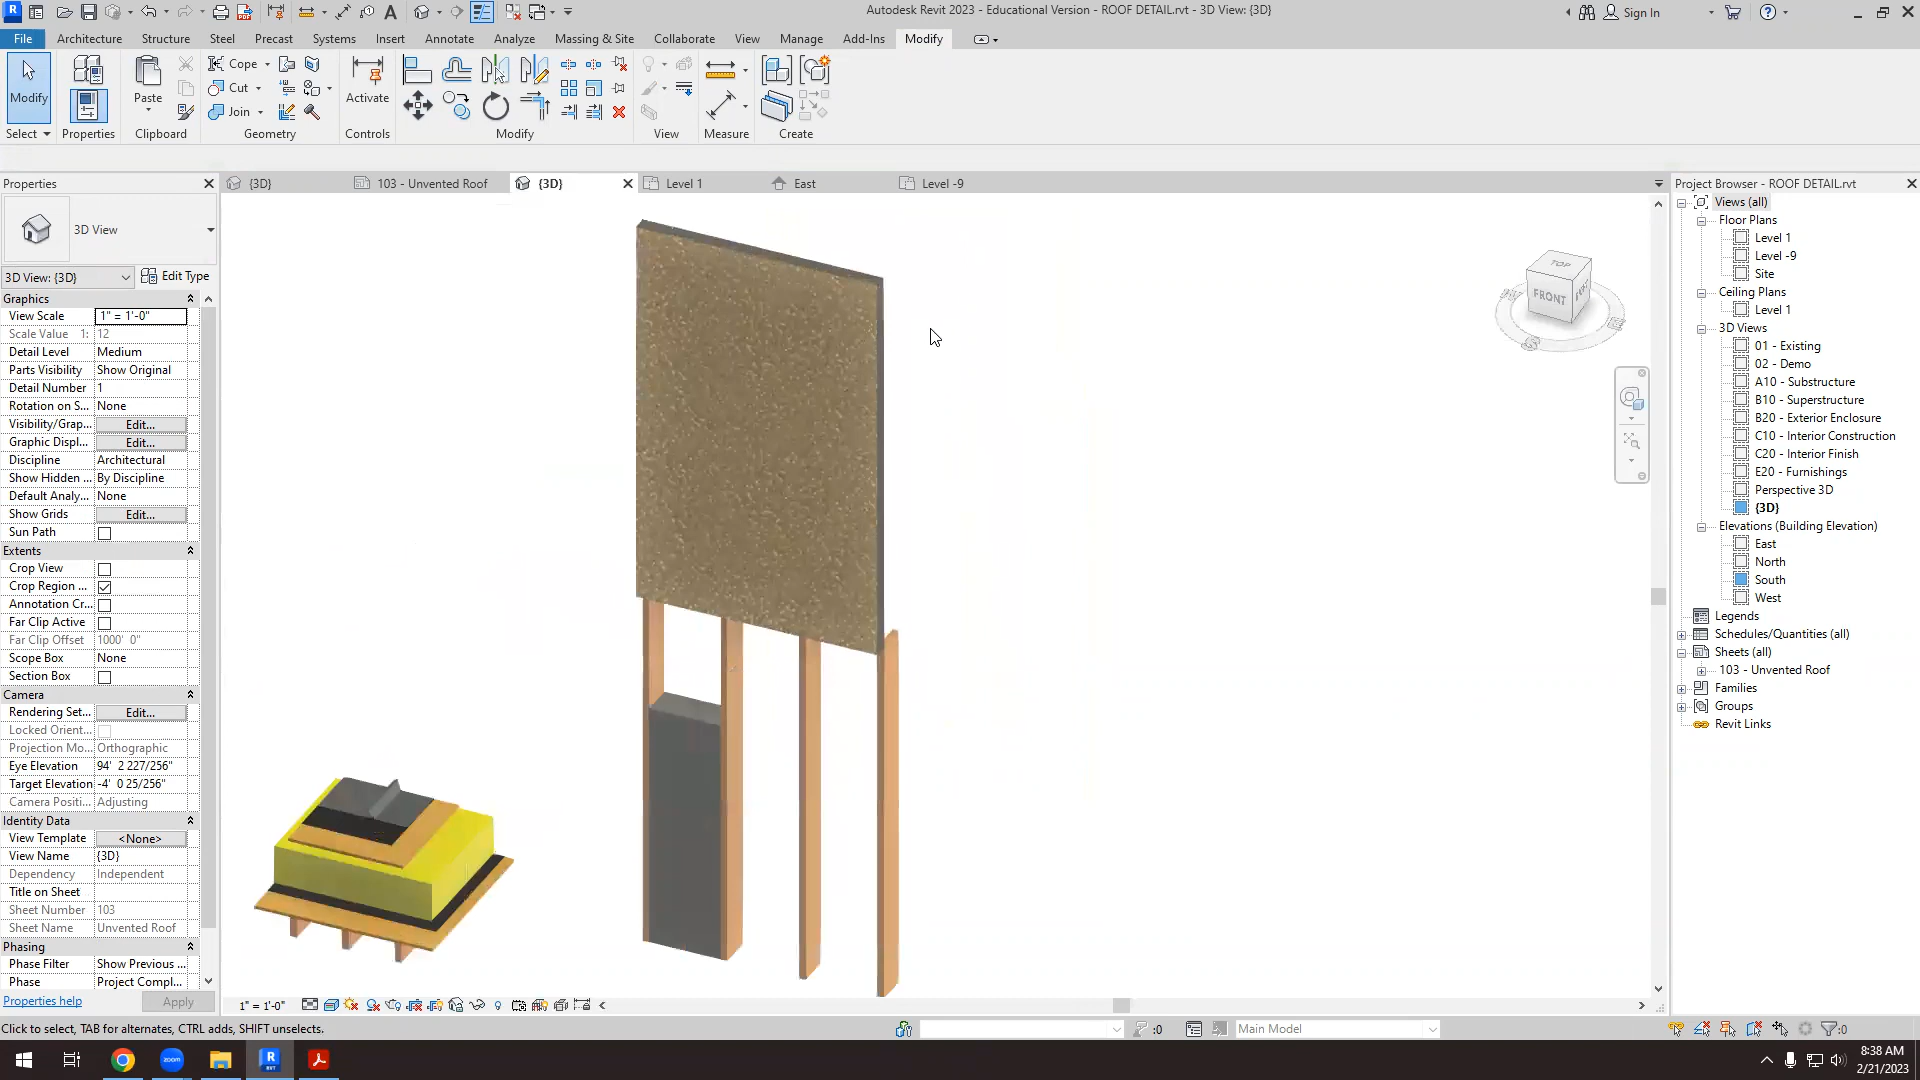 Autodesk Revit 2023 - Educational Version - ROOF DETAIL.rvt - 3D View: {3D}
Sign In
File
Architecture
Structure
Steel
Precast
Systems
Insert
Annotate
Analyze
Massing & Site
Collaborate
View
Manage
Add-Ins
Modify
Modify
Select
Properties
Paste
Clipboard
Cope
Cut
Join
Geometry
Activate
Controls
Modify
View
Measure
Create
Properties
{3D}
103 - Unvented Roof
{3D}
Level 1
East
Level -9
Project Browser - ROOF DETAIL.rvt
3D View
3D View: {3D}
Edit Type
Graphics
View Scale 1" = 1'-0"
Scale Value 1: 12
Detail Level Medium
Parts Visibility Show Original
Detail Number 1
Rotation on S... None
Visibility/Grap... Edit...
Graphic Displ... Edit...
Discipline Architectural
Show Hidden ... By Discipline
Default Analy... None
Show Grids Edit...
Sun Path
Extents
Crop View
Crop Region ...
Annotation Cr...
Far Clip Active
Far Clip Offset 1000' 0"
Scope Box None
Section Box
Camera
Rendering Set... Edit...
Locked Orient...
Projection Mo... Orthographic
Eye Elevation 94' 2 227/256"
Target Elevation -4' 0 25/256"
Camera Positi... Adjusting
Identity Data
View Template <None>
View Name {3D}
Dependency Independent
Title on Sheet
Sheet Number 103
Sheet Name Unvented Roof
Phasing
Phase Filter Show Previous ...
Phase Project Compl...
Properties help
Apply
TOP
FRONT
Views (all)
Floor Plans
Level 1
Level -9
Site
Ceiling Plans
Level 1
3D Views
01 - Existing
02 - Demo
A10 - Substructure
B10 - Superstructure
B20 - Exterior Enclosure
C10 - Interior Construction
C20 - Interior Finish
E20 - Furnishings
Perspective 3D
{3D}
Elevations (Building Elevation)
East
North
South
West
Legends
Schedules/Quantities (all)
Sheets (all)
103 - Unvented Roof
Families
Groups
Revit Links
1" = 1'-0"
Click to select, TAB for alternates, CTRL adds, SHIFT unselects.
:0
Main Model
:0
zoom
R
RVT
8:38 AM
2/21/2023